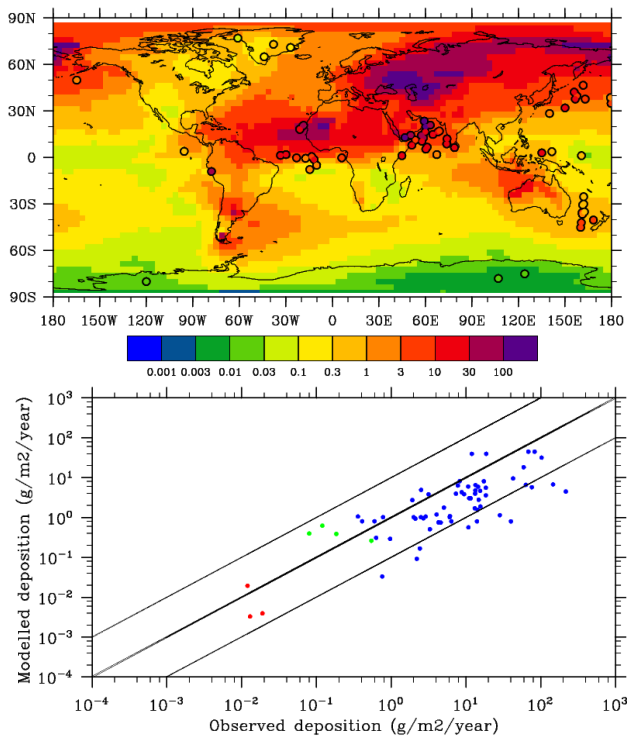 90N
60N
30N
0
30S
60S
90S
180 150W 120W 90W 60W 30W 0 30E 60E 90E 120E 150E 180
0.001 0.003 0.01 0.03 0.1 0.3 1 3 10 30 100
Modelled deposition (g/m2/year)
10³
10²
10¹
10⁰
10⁻¹
10⁻²
10⁻³
10⁻⁴
10⁻⁴ 10⁻³ 10⁻² 10⁻¹ 10⁰ 10¹ 10² 10³
Observed deposition (g/m2/year)